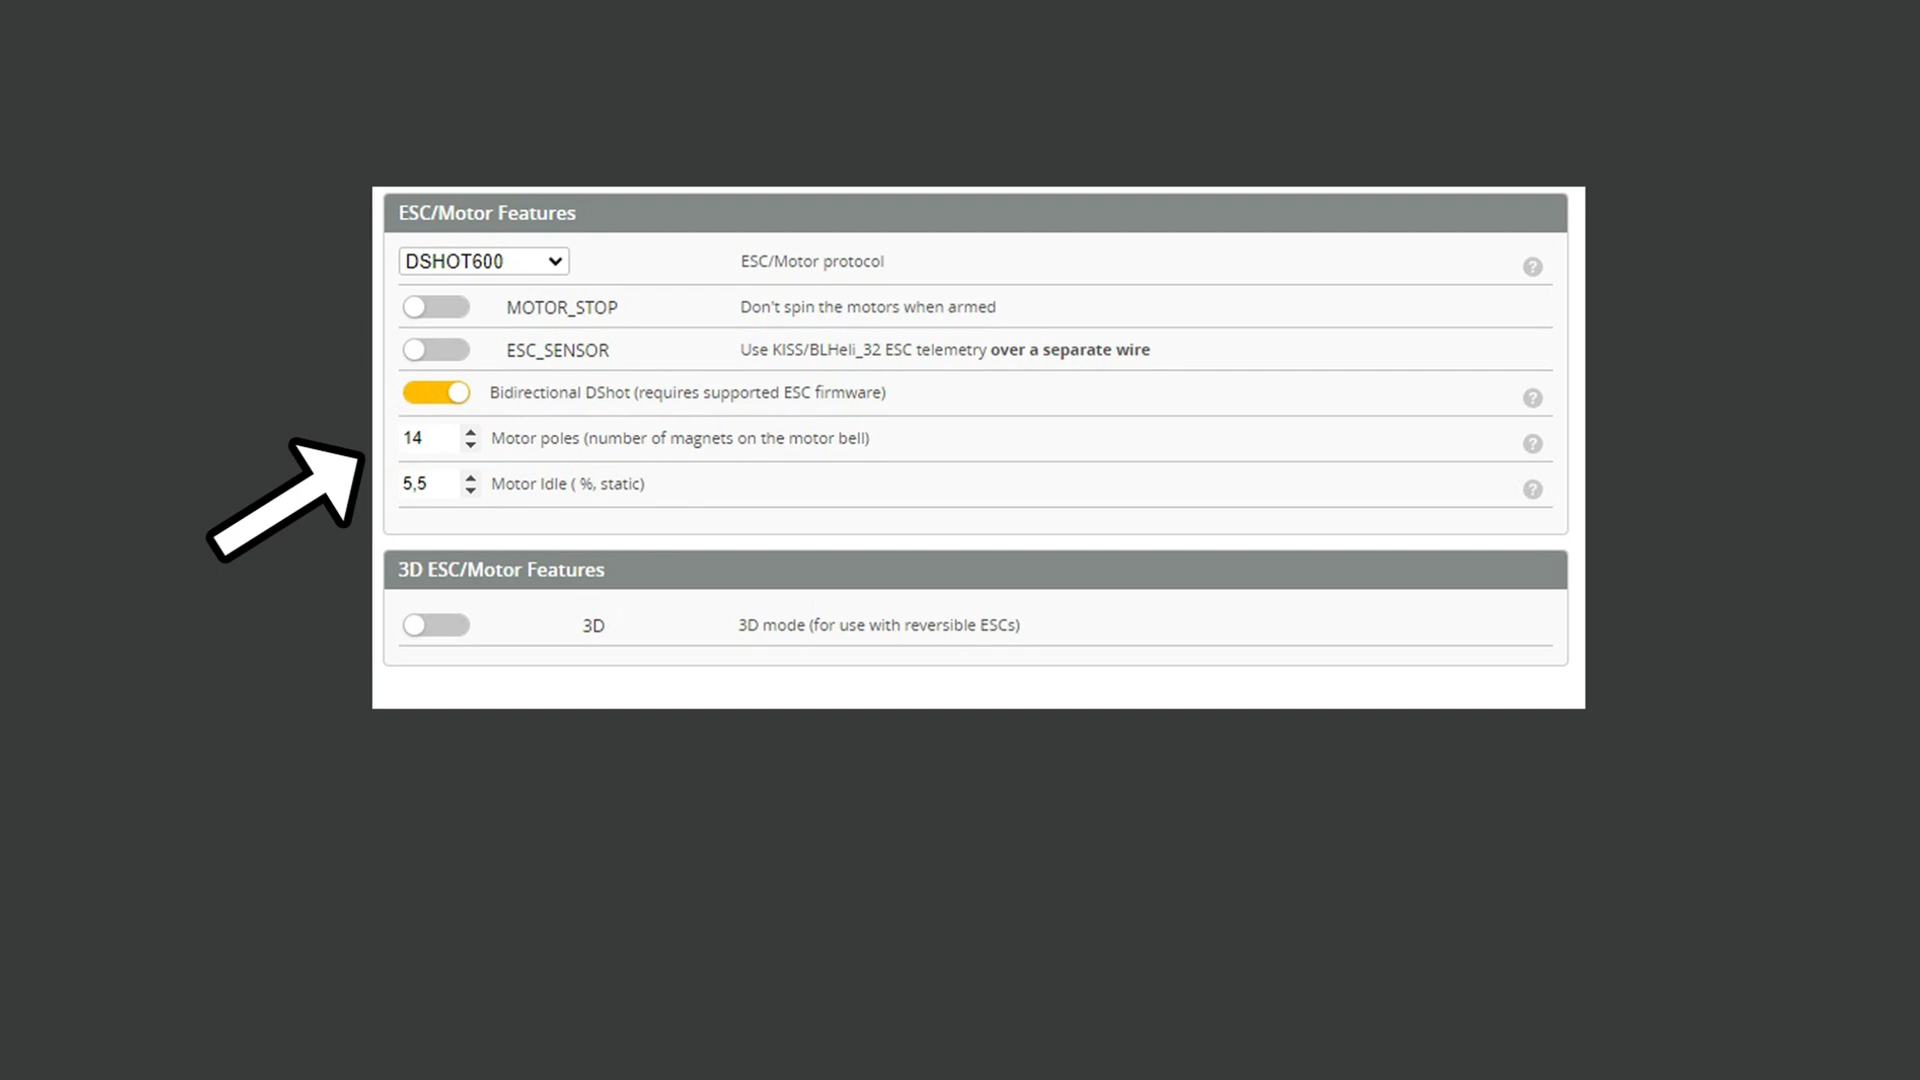 ESC/Motor Features
DSHOT600 ESC/Motor protocol ?
MOTOR_STOP Don't spin the motors when armed
ESC_SENSOR Use KISS/BLHeli_32 ESC telemetry over a separate wire
Bidirectional DShot (requires supported ESC firmware) ?
14 Motor poles (number of magnets on the motor bell) ?
5,5 Motor Idle ( %, static) ?
3D ESC/Motor Features
3D 3D mode (for use with reversible ESCs)